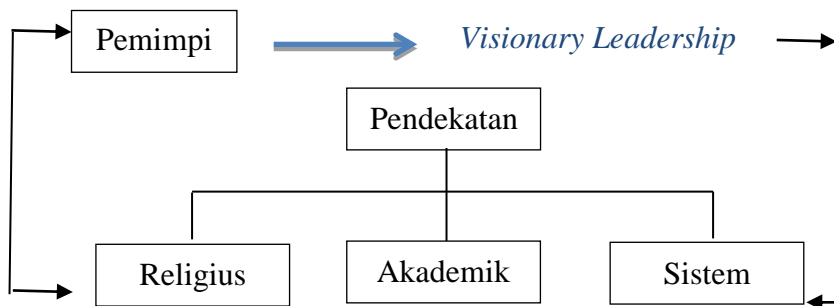 Pemimpi
Visionary Leadership
Pendekatan
Religius
Akademik
Sistem